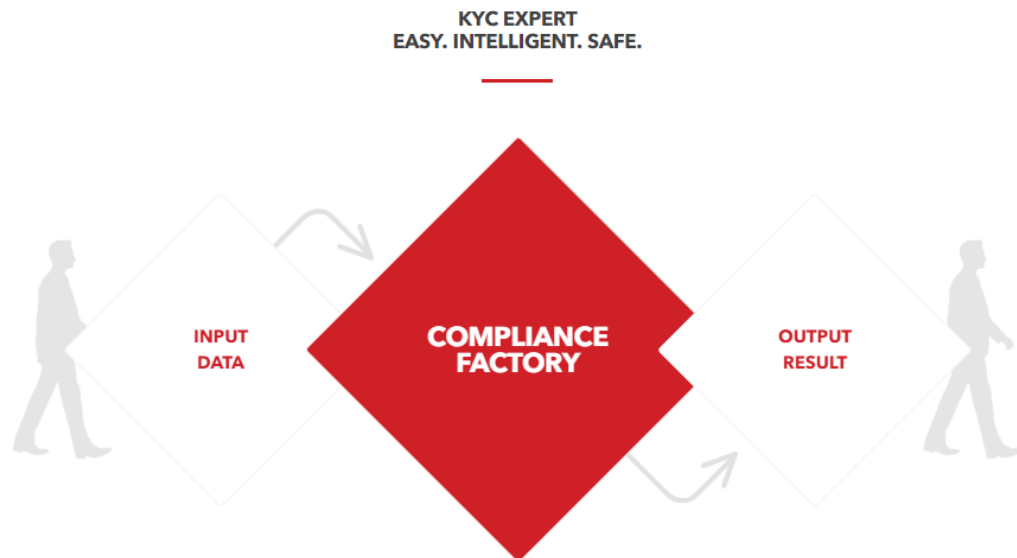 KYC EXPERT
EASY. INTELLIGENT. SAFE.
INPUT
DATA
COMPLIANCE
FACTORY
OUTPUT
RESULT